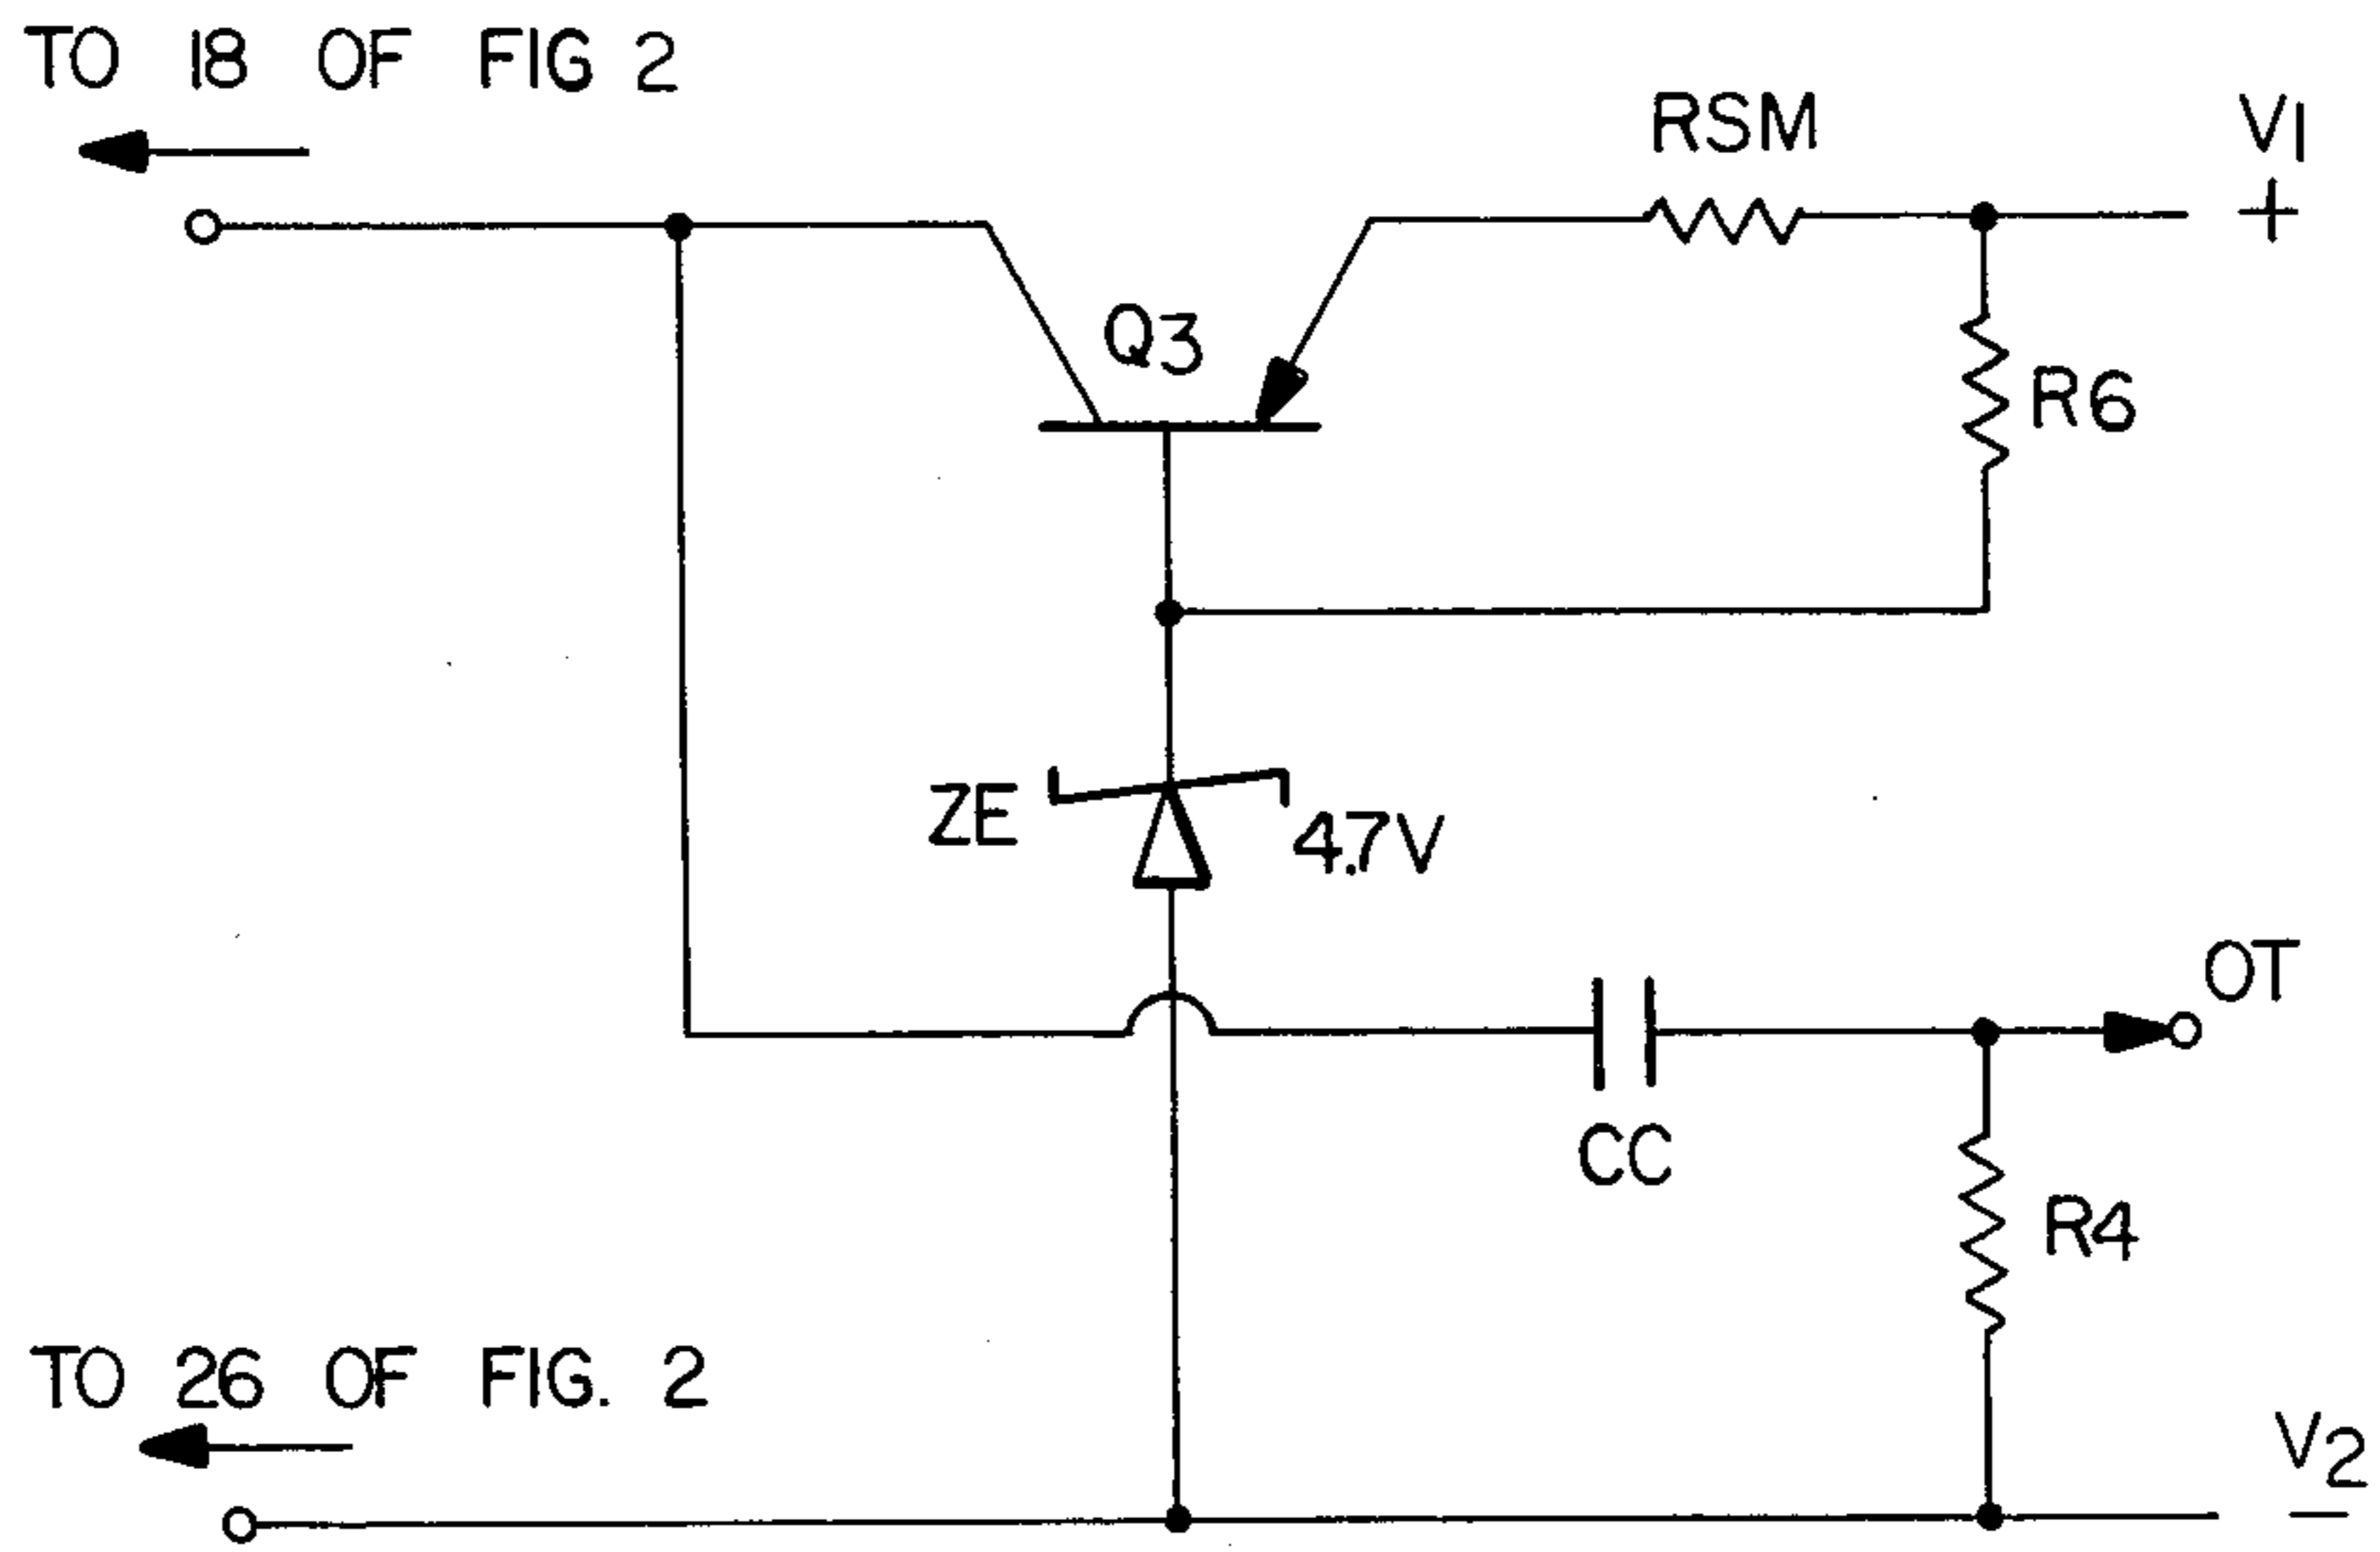 TO 18 OF FIG 2
RSM
V1
+
Q3
R6
ZE
4.7V
OT
CC
R4
TO 26 OF FIG. 2
V2
−